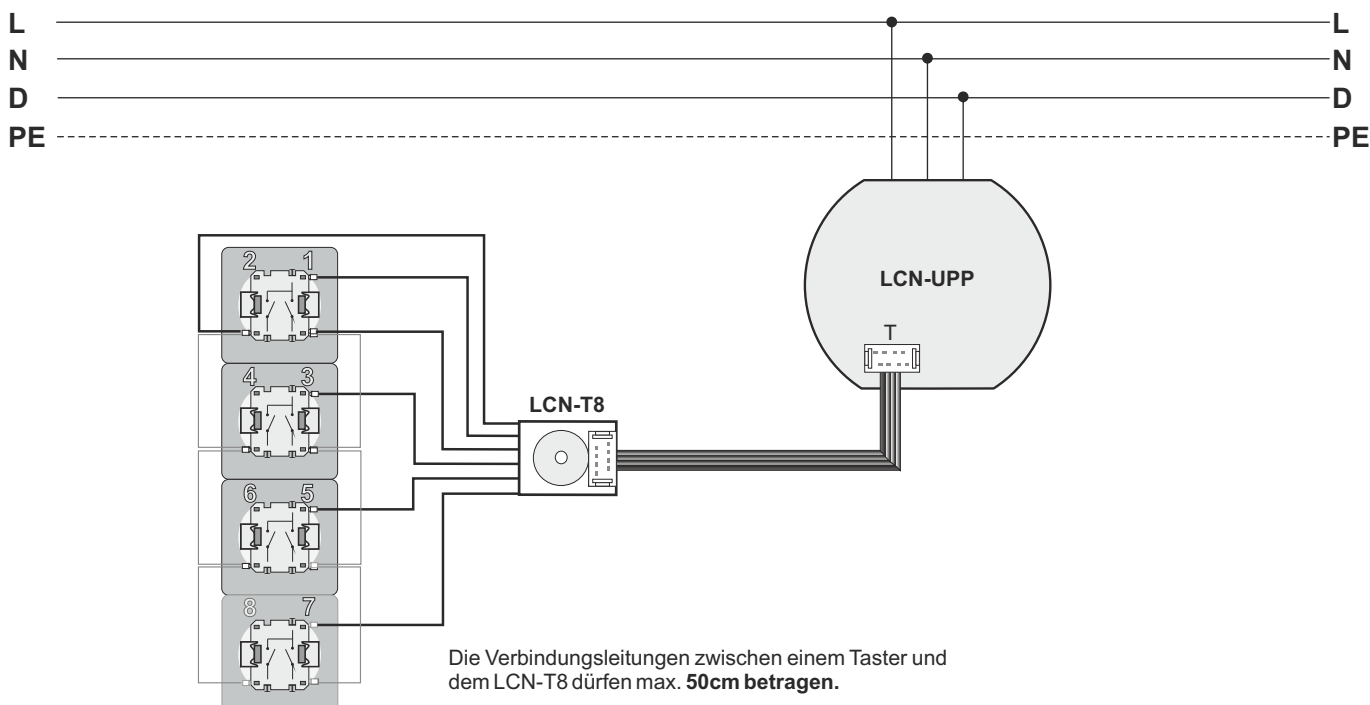 L L
N N
D D
PE PE
LCN-UPP
T
2 1
4 3
LCN-T8
6 5
8 7
Die Verbindungsleitungen zwischen einem Taster und
dem LCN-T8 dürfen max. 50cm betragen.